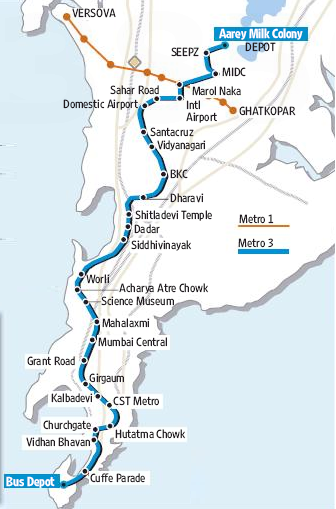 VERSOVA
Aarey Milk Colony
DEPOT
SEEPZ
MIDC
Sahar Road
Marol Naka
Domestic Airport
Intl
Airport
GHATKOPAR
Santacruz
Vidyanagari
BKC
Dharavi
Shitladevi Temple
Metro 1
Dadar
Siddhivinayak
Metro 3
Worli
Acharya Atre Chowk
Science Museum
Mahalaxmi
Mumbai Central
Grant Road
Girgaum
Kalbadevi
CST Metro
Churchgate
Hutatma Chowk
Vidhan Bhavan
Cuffe Parade
Bus Depot